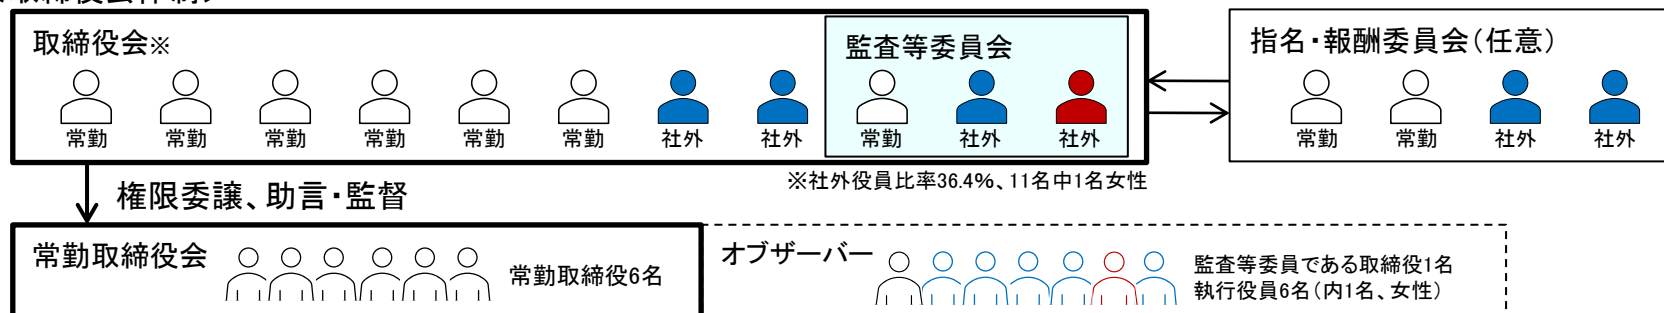 取締役会※
監査等委員会
指名・報酬委員会(任意)
常勤 常勤 常勤 常勤 常勤 常勤 社外 社外 常勤 社外 社外 常勤 常勤 社外 社外
※社外役員比率36.4%、11名中1名女性
権限委譲、助言・監督
常勤取締役会
常勤取締役6名
オブザーバー
監査等委員である取締役1名
執行役員6名(内1名、女性)